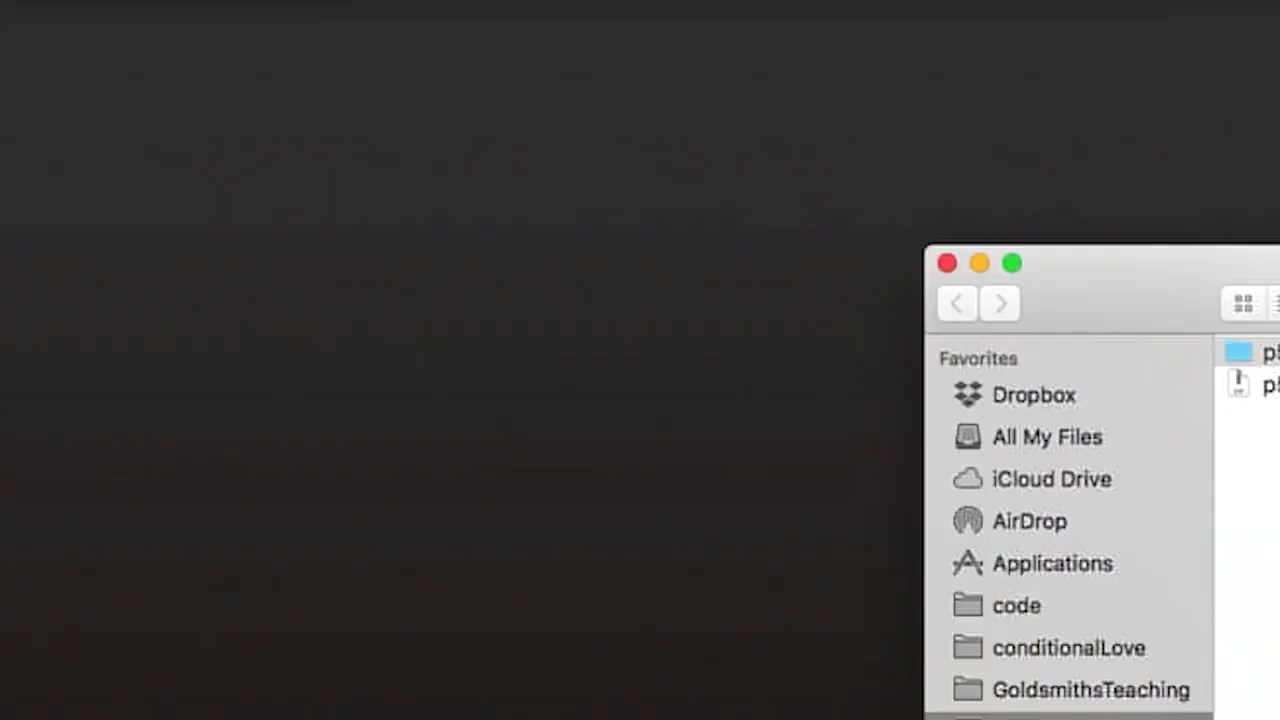 Favorites
Dropbox
All My Files
iCloud Drive
AirDrop
Applications
code
conditionalLove
GoldsmithsTeaching